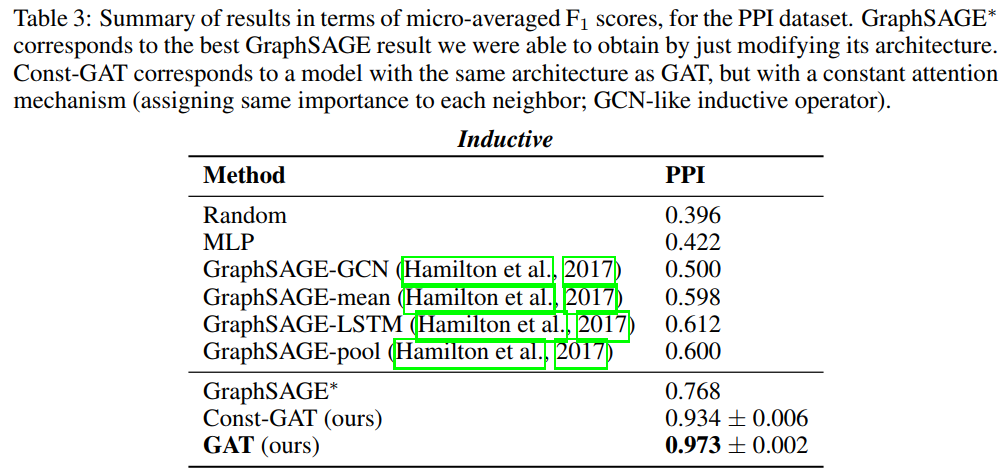 Table 3: Summary of results in terms of micro-averaged F₁ scores, for the PPI dataset. GraphSAGE*
corresponds to the best GraphSAGE result we were able to obtain by just modifying its architecture.
Const-GAT corresponds to a model with the same architecture as GAT, but with a constant attention
mechanism (assigning same importance to each neighbor; GCN-like inductive operator).
Inductive
Method PPI
Random 0.396
MLP 0.422
GraphSAGE-GCN (Hamilton et al., 2017) 0.500
GraphSAGE-mean (Hamilton et al., 2017) 0.598
GraphSAGE-LSTM (Hamilton et al., 2017) 0.612
GraphSAGE-pool (Hamilton et al., 2017) 0.600
GraphSAGE* 0.768
Const-GAT (ours) 0.934 ± 0.006
GAT (ours) 0.973 ± 0.002